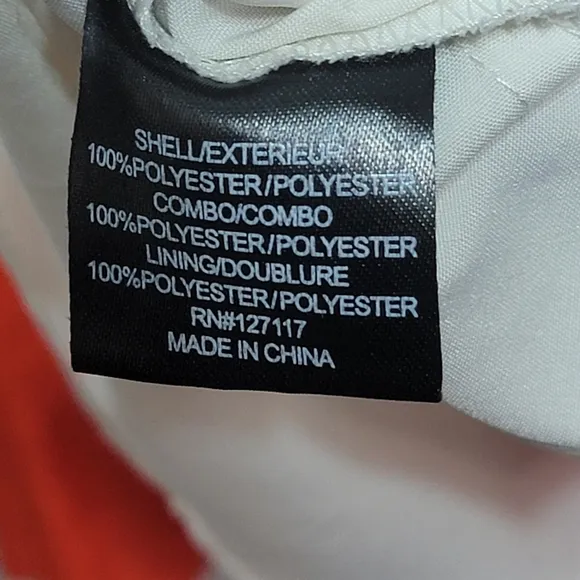 SHELL/EXTERIEUR
100%POLYESTER/POLYESTER
COMBO/COMBO
100%POLYESTER/POLYESTER
LINING/DOUBLURE
100%POLYESTER/POLYESTER
RN#127117
MADE IN CHINA